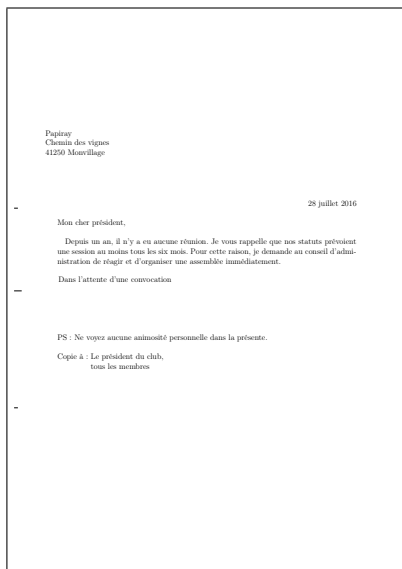 Papiray
Chemin des vignes
41250 Monvillage
28 juillet 2016
Mon cher président,
Depuis un an, il n'y a eu aucune réunion. Je vous rappelle que nos statuts prévoient
une session au moins tous les six mois. Pour cette raison, je demande au conseil d'admi-
nistration de réagir et d'organiser une assemblée immédiatement.
Dans l'attente d'une convocation
PS : Ne voyez aucune animosité personnelle dans la présente.
Copie à : Le président du club,
tous les membres